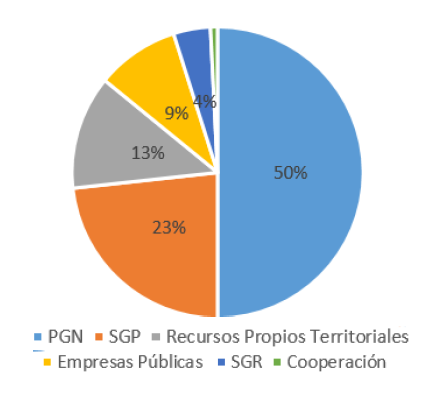 4%
9%
13%
50%
23%
PGN SGP Recursos Propios Territoriales
Empresas Públicas SGR Cooperación